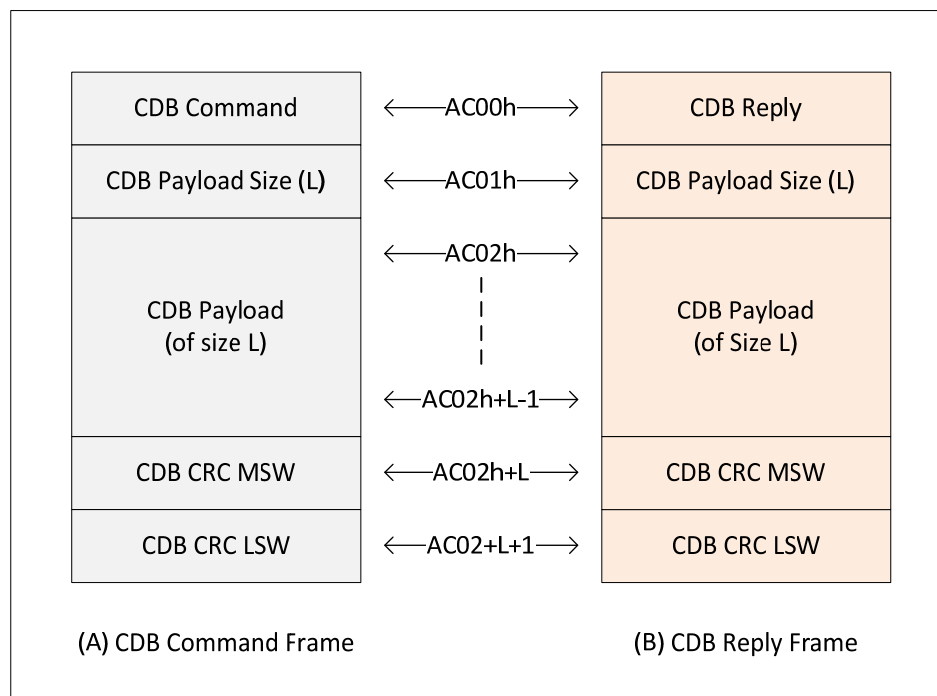 CDB Command
AC00h
CDB Reply
CDB Payload Size (L)
AC01h
CDB Payload Size (L)
AC02h
CDB Payload
(of size L)
CDB Payload
(of Size L)
AC02h+L-1
CDB CRC MSW
AC02h+L
CDB CRC MSW
CDB CRC LSW
AC02+L+1
CDB CRC LSW
(A) CDB Command Frame
(B) CDB Reply Frame